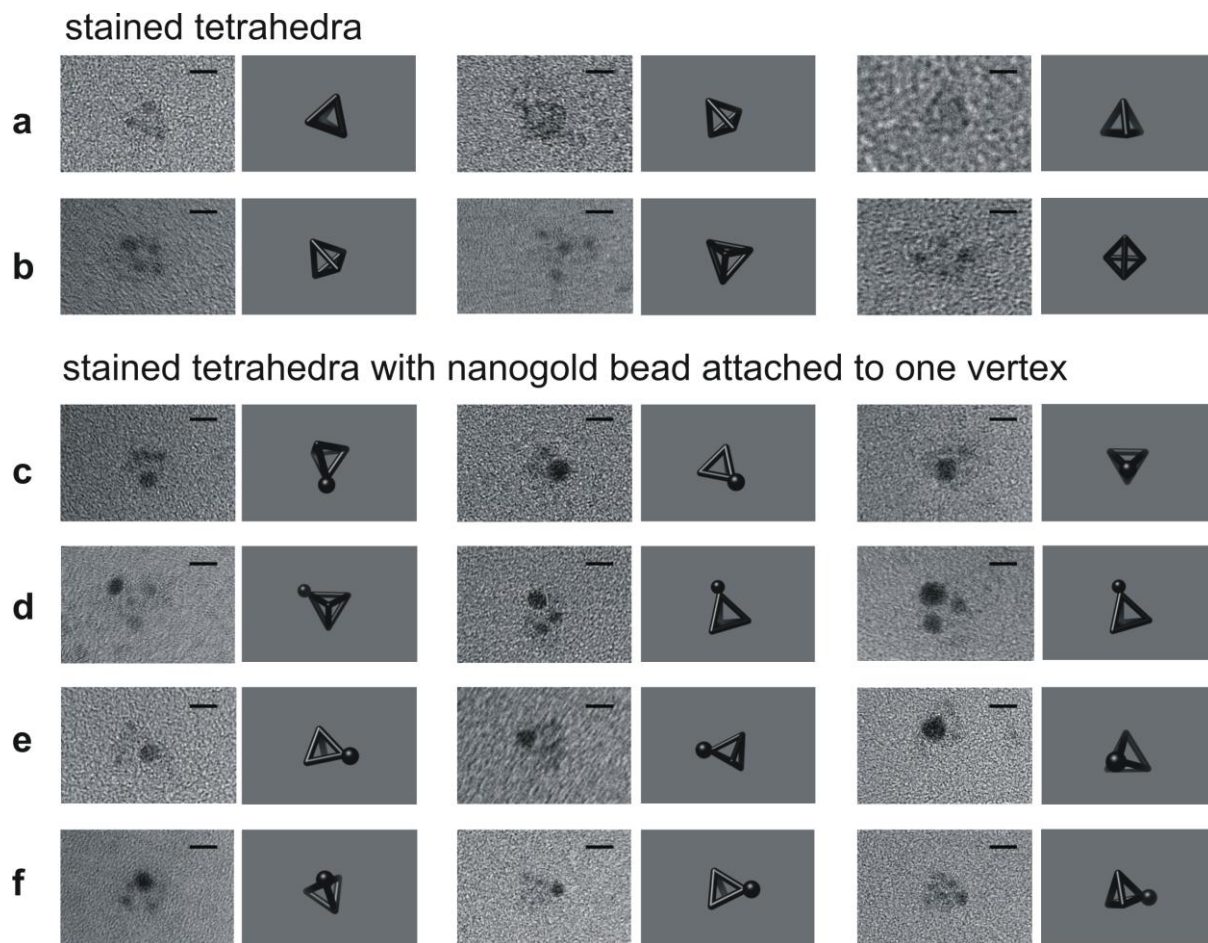 stained tetrahedra
a
b
stained tetrahedra with nanogold bead attached to one vertex
c
d
e
f